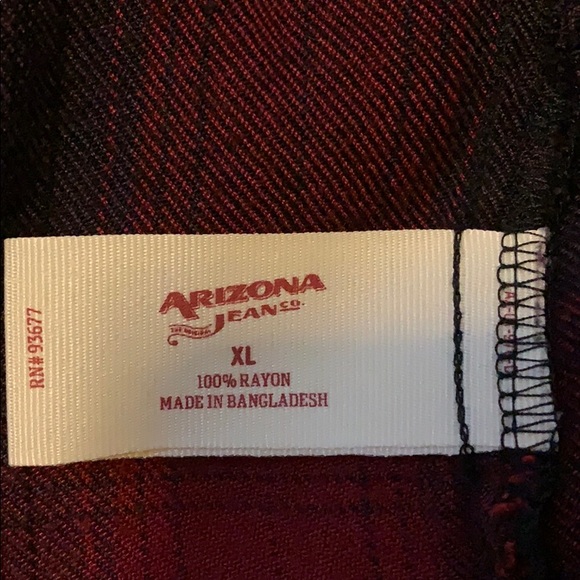 ARIZONA
JEAN CO.
THE ORIGINAL
XL
100% RAYON
MADE IN BANGLADESH
RN# 93677